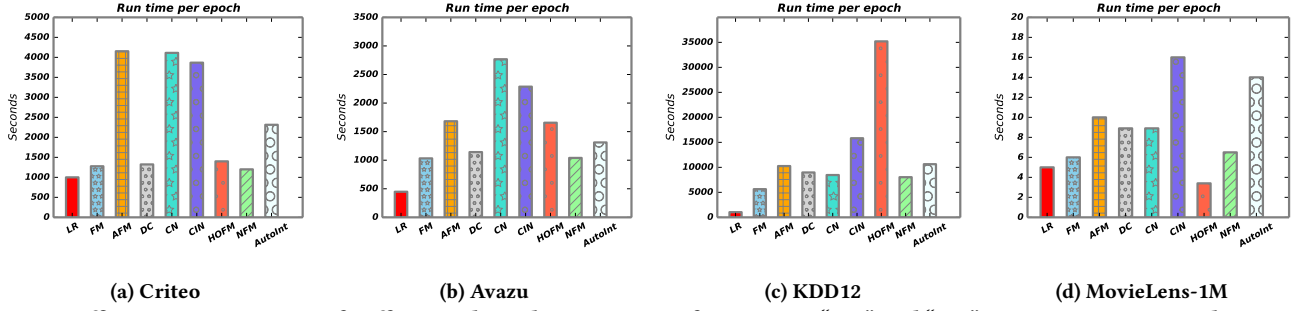 Run time per epoch
Seconds
5000
4500
4000
3500
3000
2500
2000
1500
1000
500
0
LR FM AFM DC CN CIN HOFM NFM AutoInt
(a) Criteo
Run time per epoch
Seconds
3500
3000
2500
2000
1500
1000
500
0
LR FM AFM DC CN CIN HOFM NFM AutoInt
(b) Avazu
Run time per epoch
Seconds
35000
30000
25000
20000
15000
10000
5000
0
LR FM AFM DC CN CIN HOFM NFM AutoInt
(c) KDD12
Run time per epoch
Seconds
20
18
16
14
12
10
8
6
4
2
0
LR FM AFM DC CN CIN HOFM NFM AutoInt
(d) MovieLens-1M